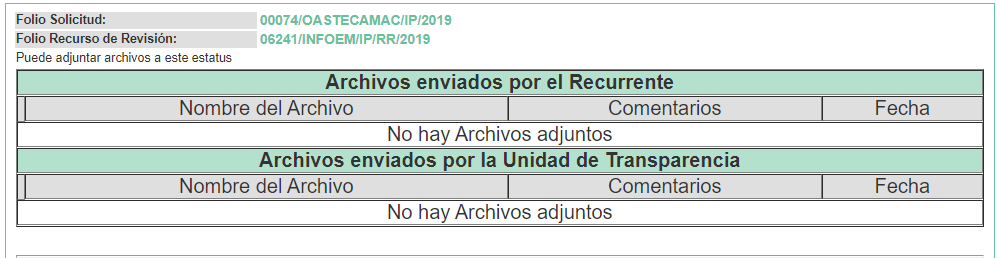 Folio Solicitud: 00074/OASTECAMAC/IP/2019
Folio Recurso de Revisión: 06241/INFOEM/IP/RR/2019
Puede adjuntar archivos a este estatus
Archivos enviados por el Recurrente
Nombre del Archivo Comentarios Fecha
No hay Archivos adjuntos
Archivos enviados por la Unidad de Transparencia
Nombre del Archivo Comentarios Fecha
No hay Archivos adjuntos